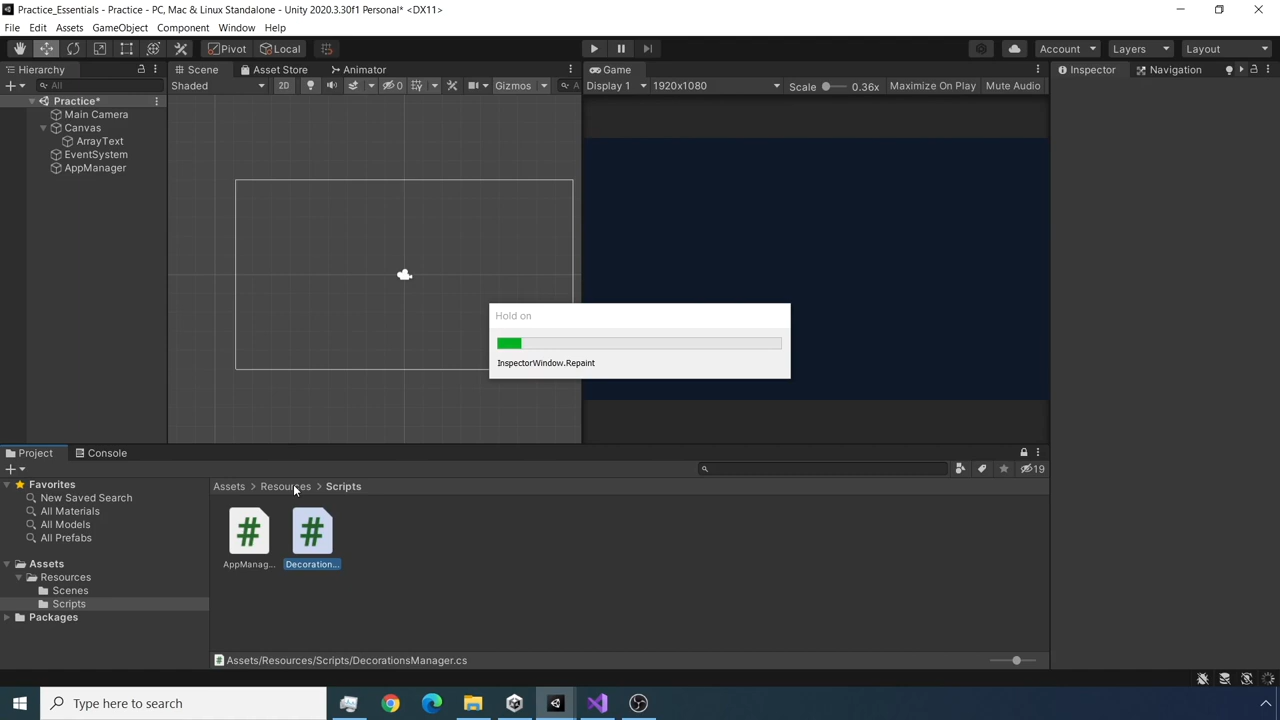 Practice_Essentials - Practice - PC, Mac & Linux Standalone - Unity 2020.3.30f1 Personal* <DX11>
File Edit Assets GameObject Component Window Help
Pivot Local Account Layers Layout
Hierarchy Scene Asset Store Animator Game Inspector Navigation
All Shaded 2D 0 Gizmos A Display 1 1920x1080 Scale 0.36x Maximize On Play Mute Audio
Practice*
Main Camera
Canvas
ArrayText
EventSystem
AppManager
Hold on
InspectorWindow.Repaint
Project Console
19
Favorites
New Saved Search
All Materials
All Models
All Prefabs
Assets
Resources
Scenes
Scripts
Packages
Assets > Resources > Scripts
# #
AppManag... Decoration...
# Assets/Resources/Scripts/DecorationsManager.cs
Type here to search